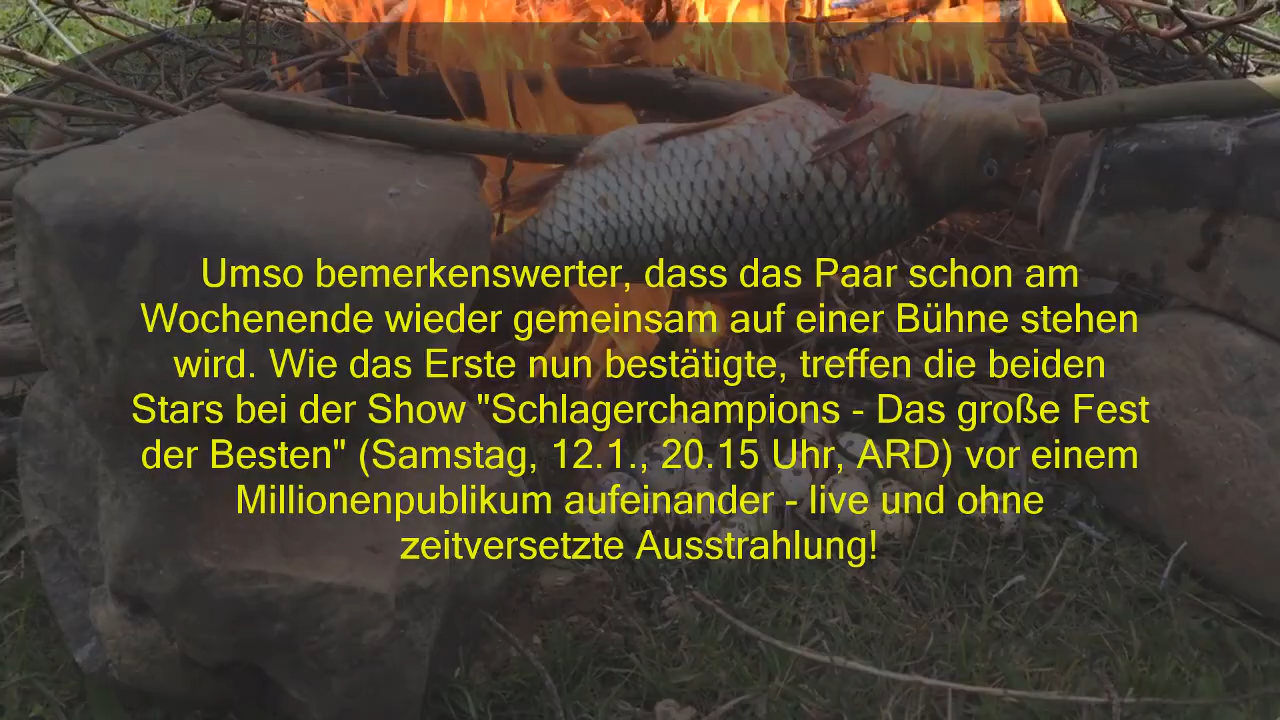 Umso bemerkenswerter, dass das Paar schon am
Wochenende wieder gemeinsam auf einer Bühne stehen
wird. Wie das Erste nun bestätigte, treffen die beiden
Stars bei der Show "Schlagerchampions - Das große Fest
der Besten" (Samstag, 12.1., 20.15 Uhr, ARD) vor einem
Millionenpublikum aufeinander - live und ohne
zeitversetzte Ausstrahlung!